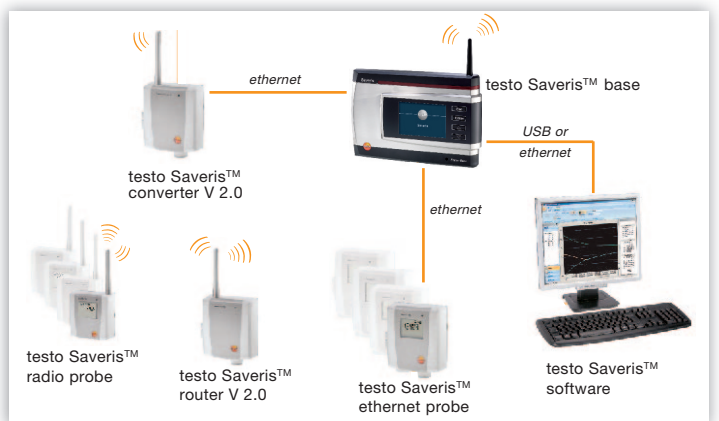 ethernet
testo Saveris™ base
USB or
ethernet
testo Saveris™
converter V 2.0
ethernet
testo Saveris™
radio probe
testo Saveris™
router V 2.0
testo Saveris™
ethernet probe
testo Saveris™
software